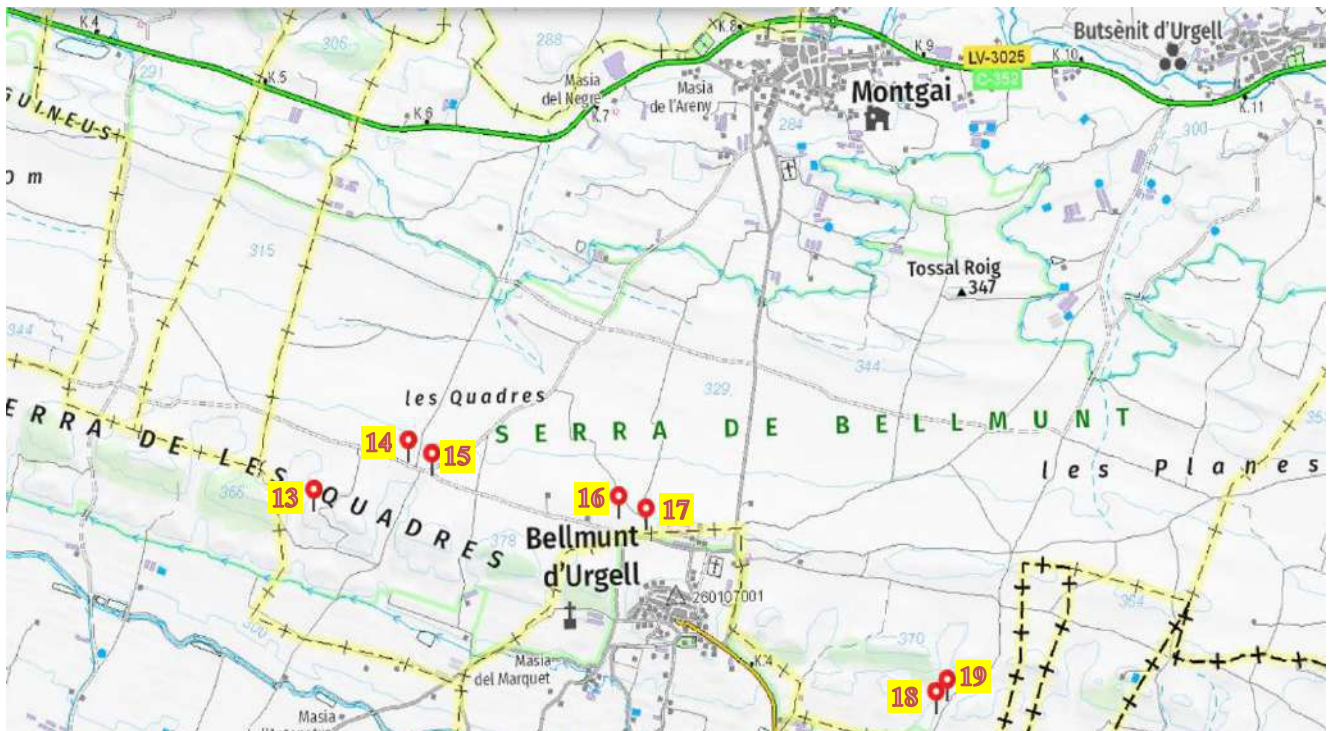 K 4
305
288
K 8
K 9
LV-3025
C-352
K 10
Butsènit d'Urgell
291
K 5
Masia
del Negre
Masia
de l'Areny
Montgai
K 6
K 7
K 11
GUINEUS
284
300
o m
315
Tossal Roig
347
344
344
329
les Quadres
SERRA DE BELLMUNT
ERRA DE LES QUADRES
les Planes
14
15
13
366
16
17
378
Bellmunt
d'Urgell
260107001
364
370
Masia
del Marquet
K 4
19
18
Masia